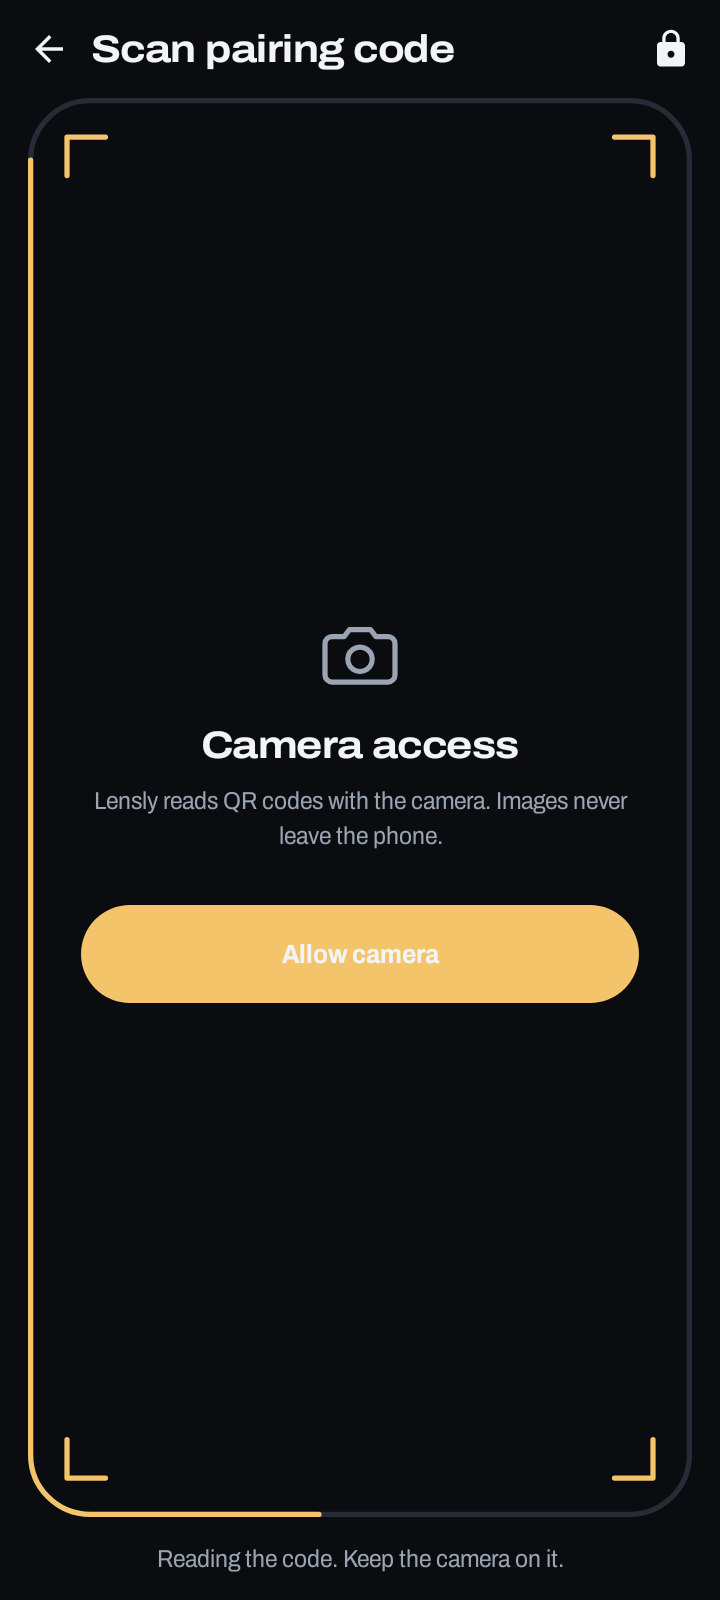 Scan pairing code
Camera access
Lensly reads QR codes with the camera. Images never
leave the phone.
Allow camera
Reading the code. Keep the camera on it.